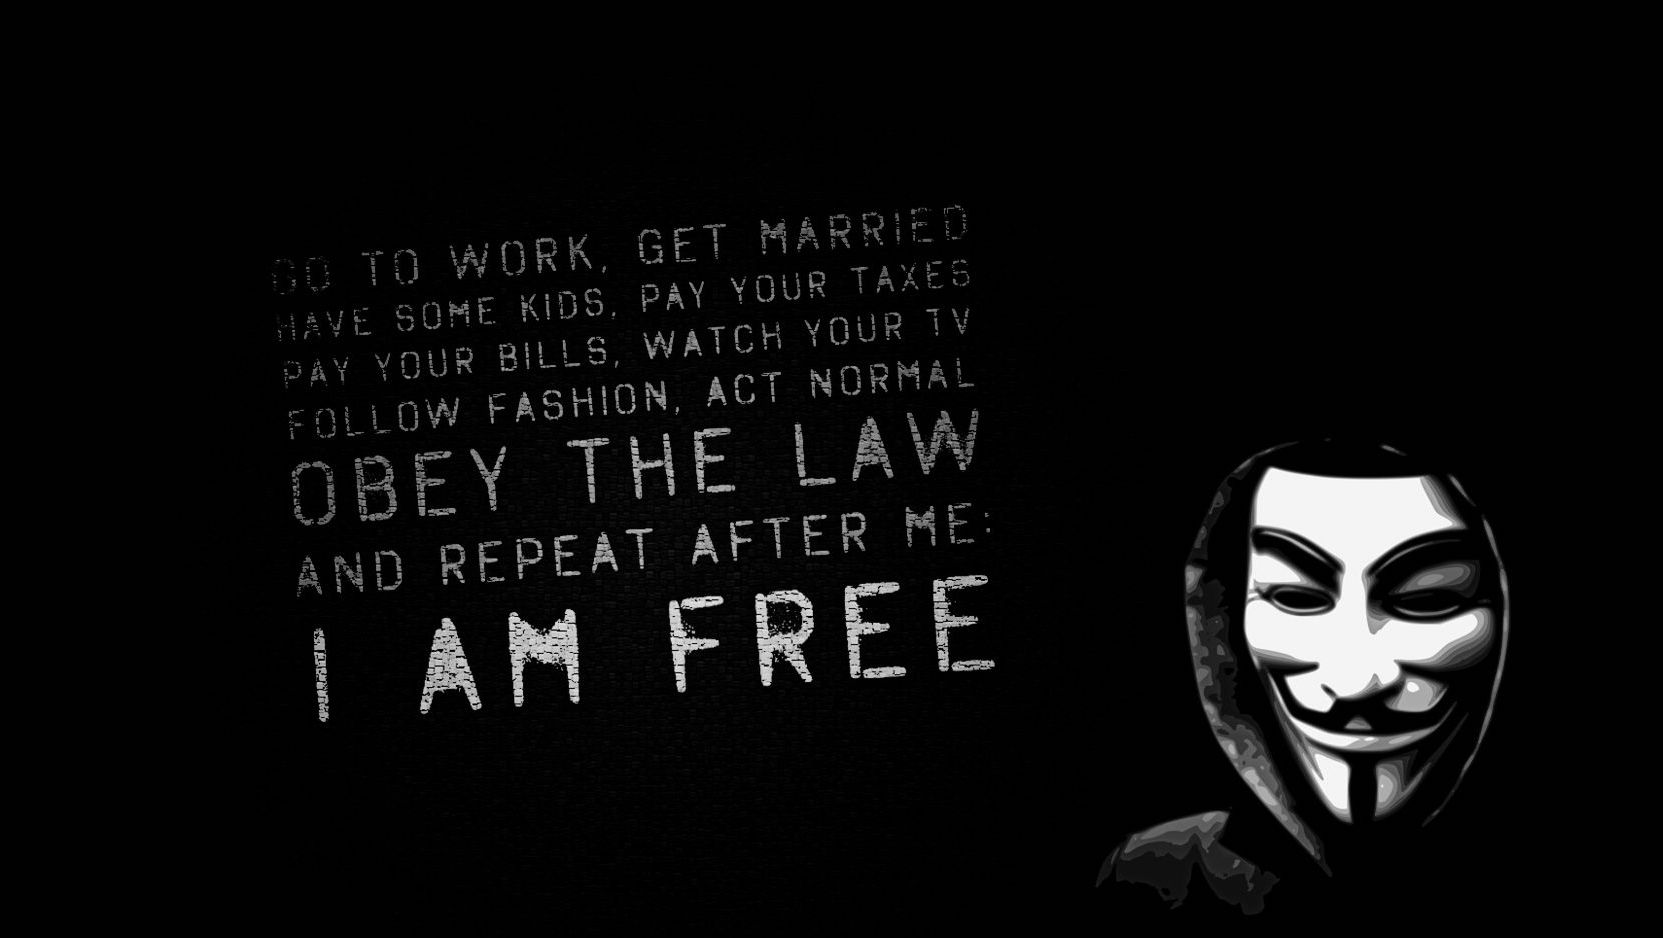 GO TO WORK, GET MARRIED
HAVE SOME KIDS, PAY YOUR TAXES
PAY YOUR BILLS, WATCH YOUR TV
FOLLOW FASHION, ACT NORMAL
OBEY THE LAW
AND REPEAT AFTER ME:
I AM FREE